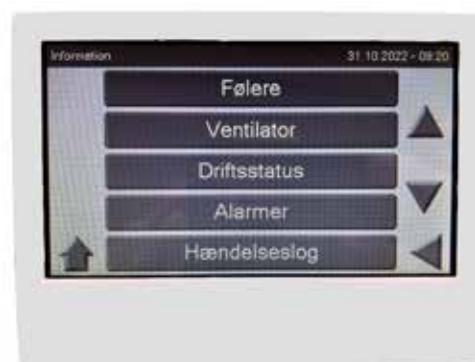 Information 31.10.2022 - 09:20
Følere
Ventilator
Driftsstatus
Alarmer
Hændelseslog